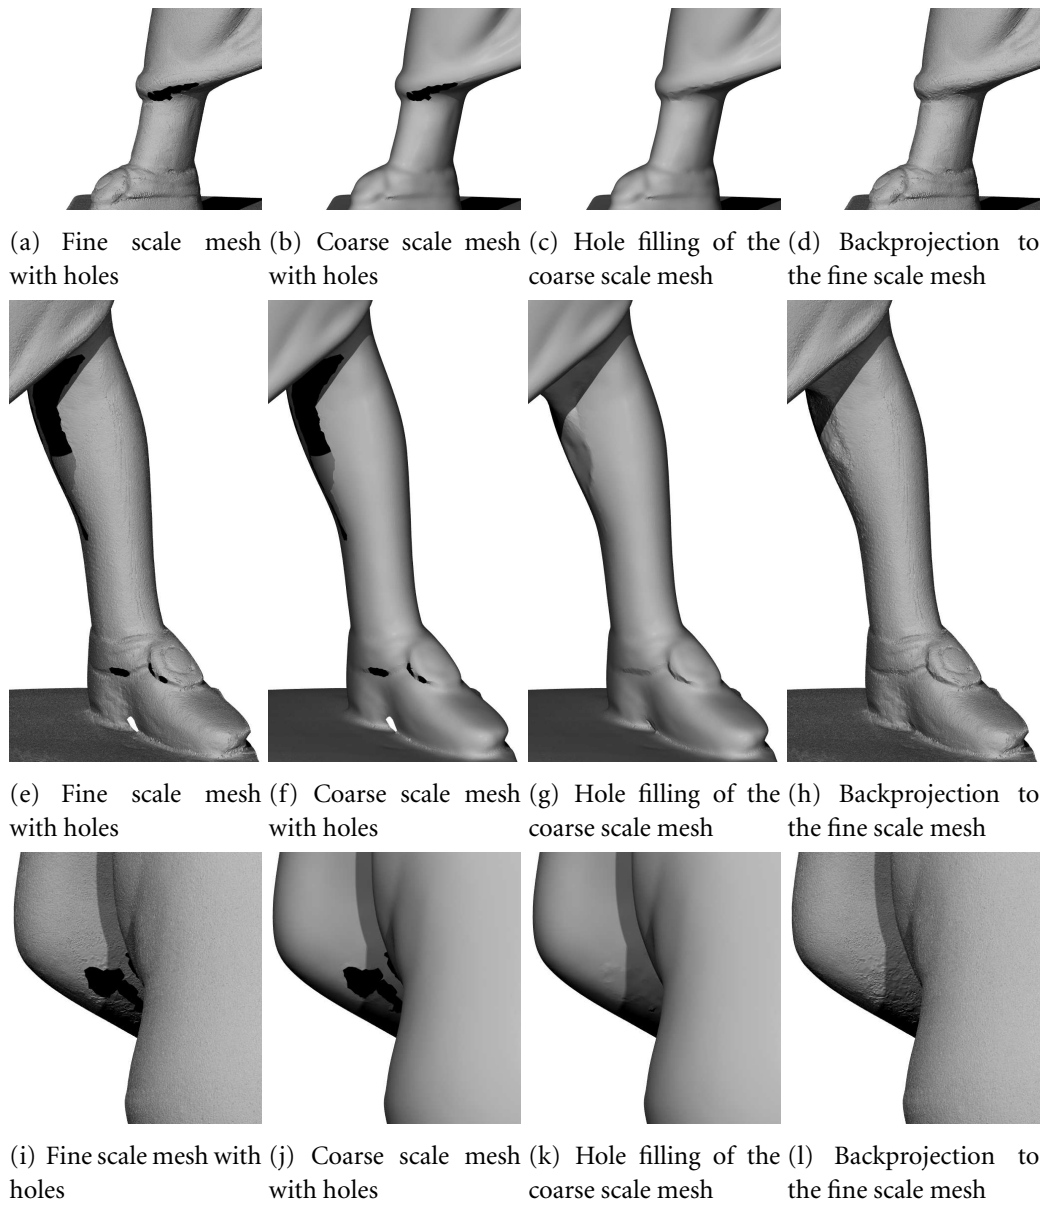 (a) Fine scale mesh with holes
(b) Coarse scale mesh with holes
(c) Hole filling of the coarse scale mesh
(d) Backprojection to the fine scale mesh
(e) Fine scale mesh with holes
(f) Coarse scale mesh with holes
(g) Hole filling of the coarse scale mesh
(h) Backprojection to the fine scale mesh
(i) Fine scale mesh with holes
(j) Coarse scale mesh with holes
(k) Hole filling of the coarse scale mesh
(l) Backprojection to the fine scale mesh